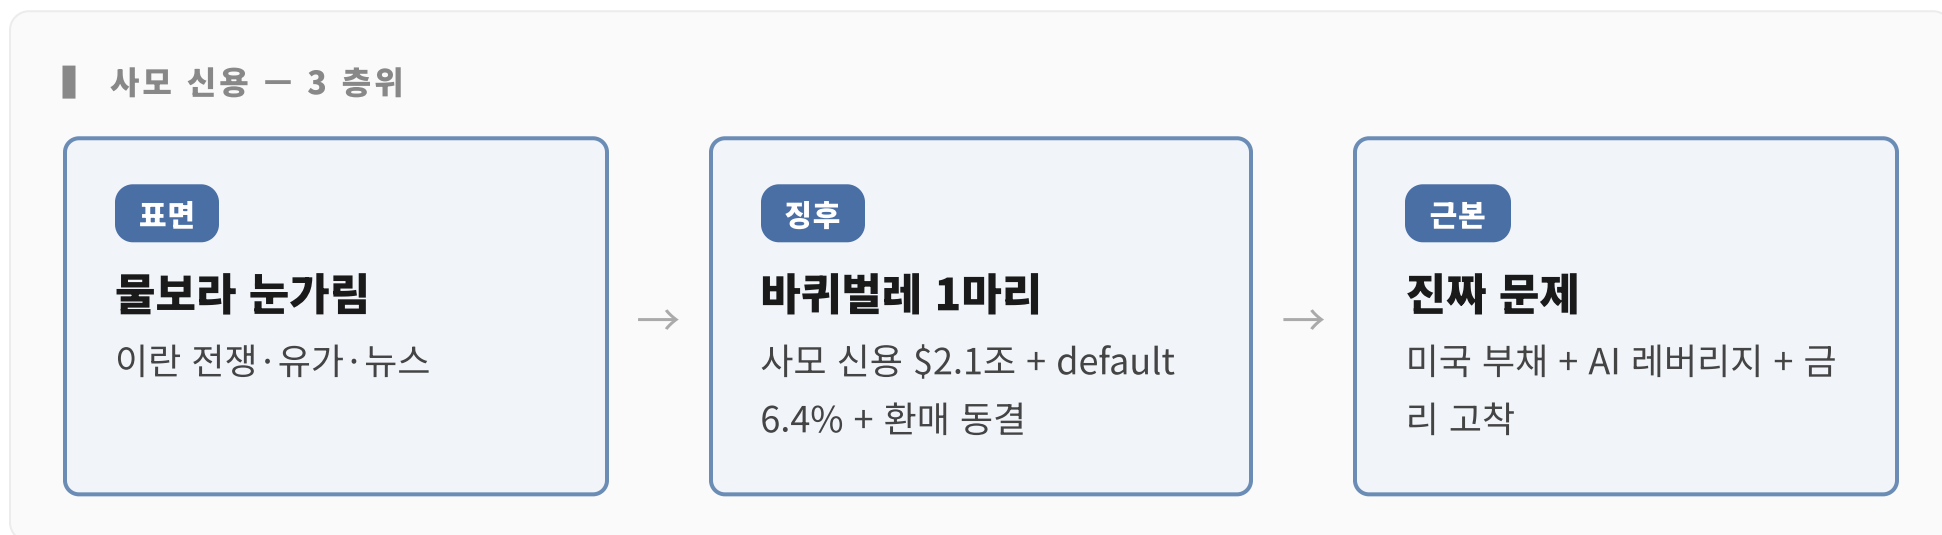 사모 신용 — 3 층위
표면
물보라 눈가림
이란 전쟁·유가·뉴스
→
징후
바퀴벌레 1마리
사모 신용 $2.1조 + default
6.4% + 환매 동결
→
근본
진짜 문제
미국 부채 + AI 레버리지 + 금
리 고착